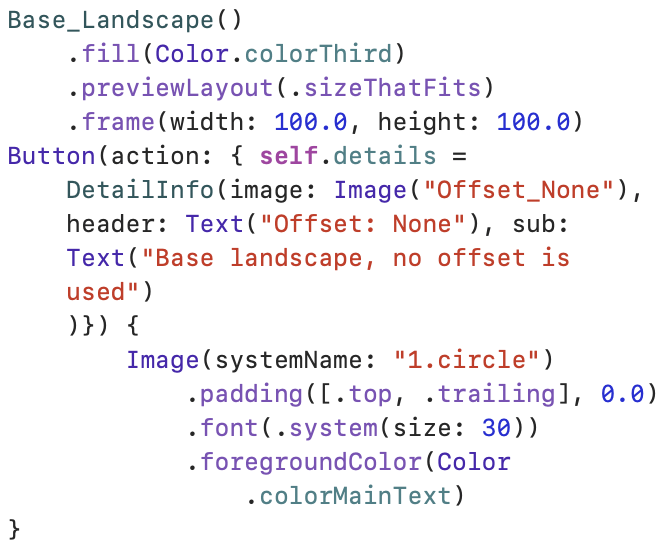 Base_Landscape()
    .fill(Color.colorThird)
    .previewLayout(.sizeThatFits)
    .frame(width: 100.0, height: 100.0)
Button(action: { self.details =
    DetailInfo(image: Image("Offset_None"),
    header: Text("Offset: None"), sub:
    Text("Base landscape, no offset is
    used")
    )}) {
        Image(systemName: "1.circle")
            .padding([.top, .trailing], 0.0)
            .font(.system(size: 30))
            .foregroundColor(Color
                .colorMainText)
}